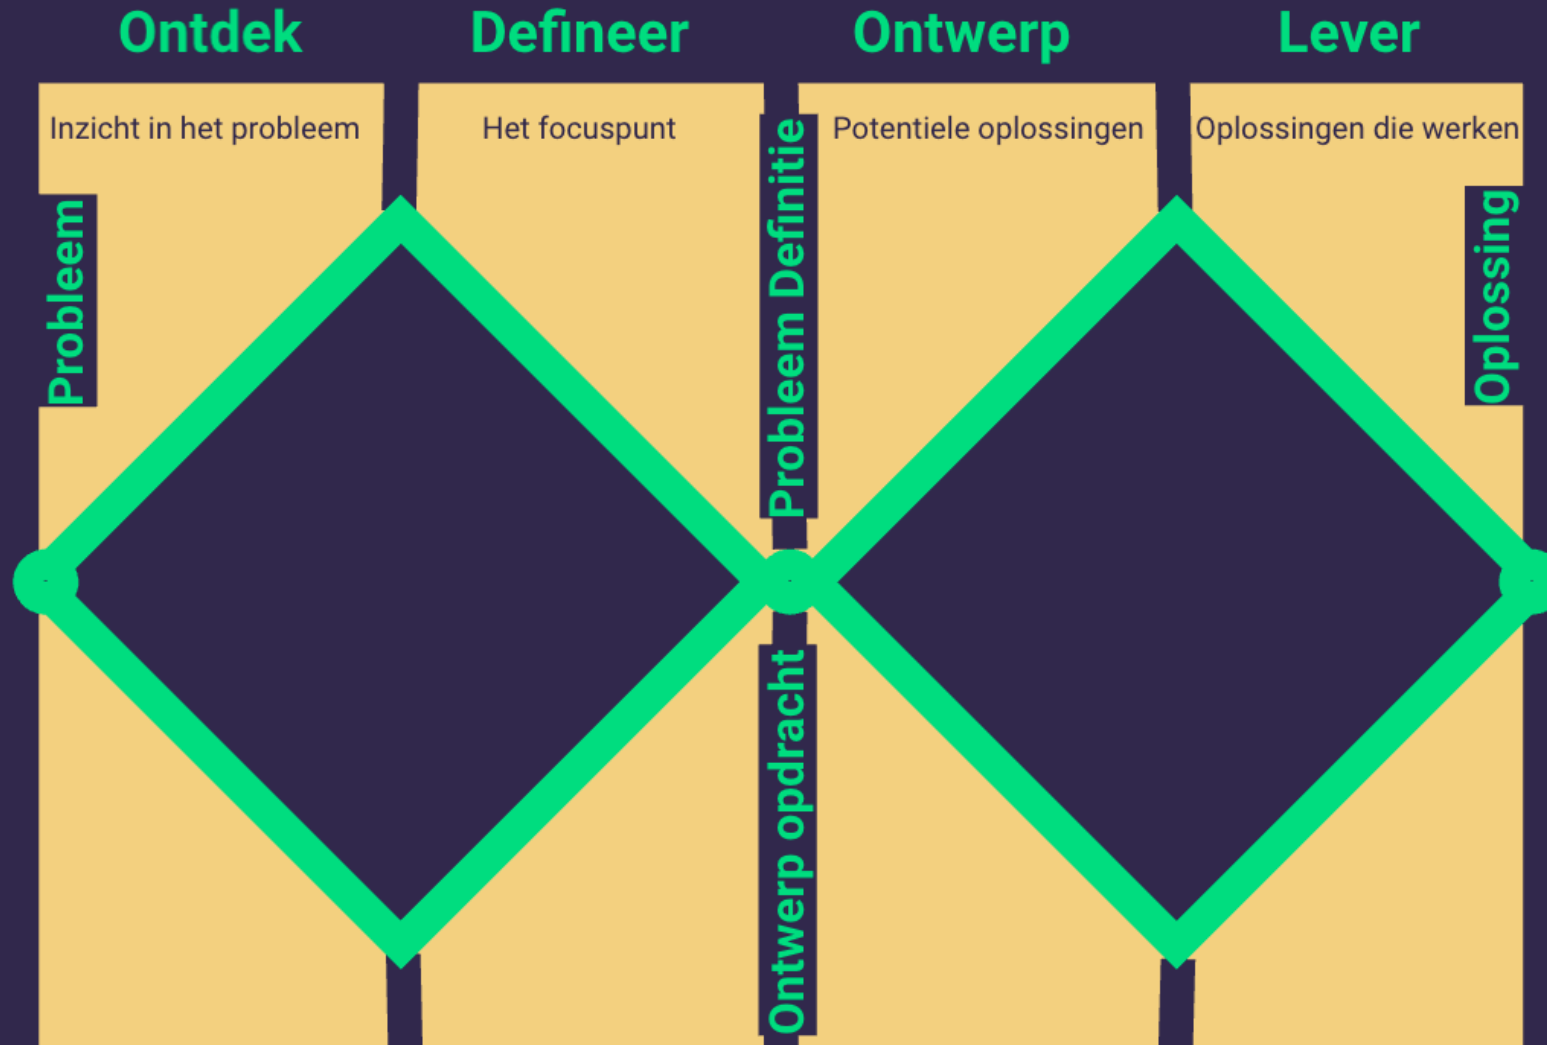 Ontdek
Defineer
Ontwerp
Lever
Inzicht in het probleem
Het focuspunt
Potentiele oplossingen
Oplossingen die werken
Probleem
Probleem Definitie
Oplossing
Ontwerp opdracht